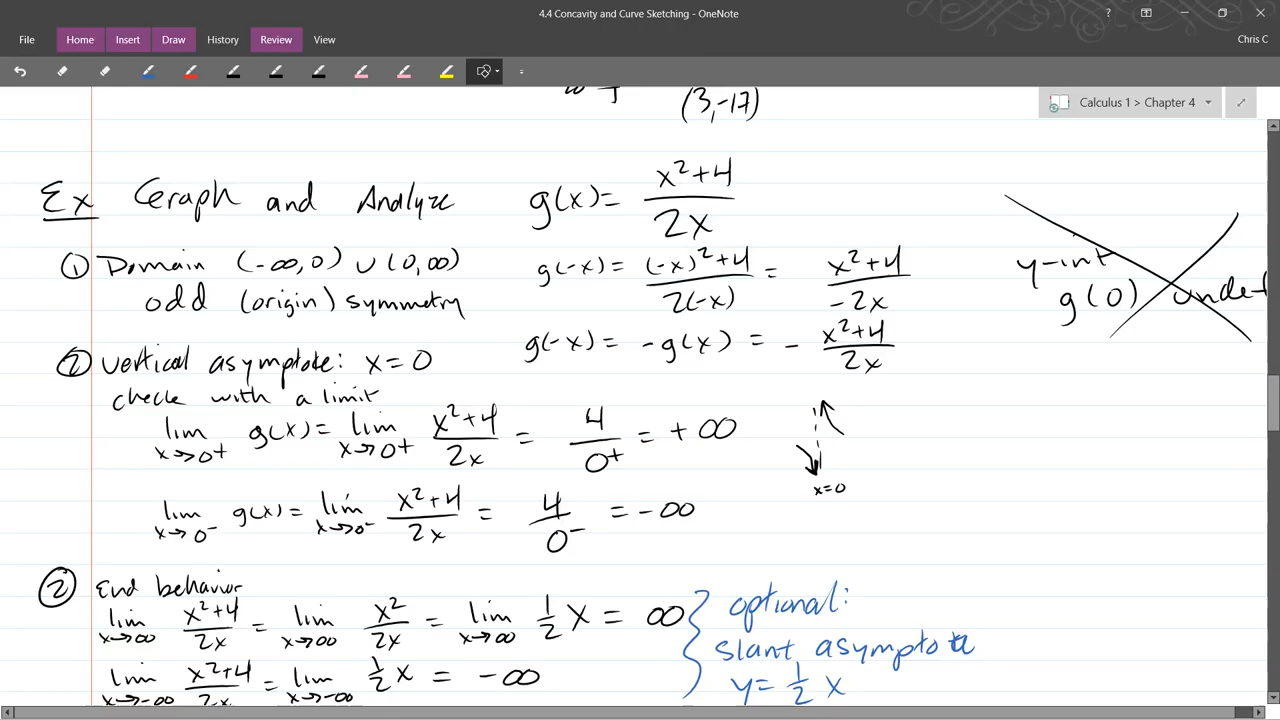 4.4 Concavity and Curve Sketching - OneNote
File Home Insert Draw History Review View Chris C
Calculus 1 > Chapter 4
(3,-17)
Ex Graph and Analyze g(x)= x²+4 / 2x
① Domain (-∞,0) ∪ (0,∞) g(-x)= (-x)²+4 / 2(-x) = x²+4 / -2x
odd (origin) symmetry
y-int
g(0) undef
g(-x)= -g(x) = - x²+4 / 2x
② Vertical asymptote: x=0
check with a limit
lim x→0⁺ g(x)= lim x→0⁺ x²+4 / 2x = 4 / 0⁺ = +∞
x=0
lim x→0⁻ g(x)= lim x→0⁻ x²+4 / 2x = 4 / 0⁻ = -∞
② End behavior
lim x→∞ x²+4 / 2x = lim x→∞ x² / 2x = lim x→∞ 1/2 x = ∞
lim x→-∞ x²+4 / 2x = lim x→-∞ 1/2 x = -∞
optional:
slant asymptote
y= 1/2 x